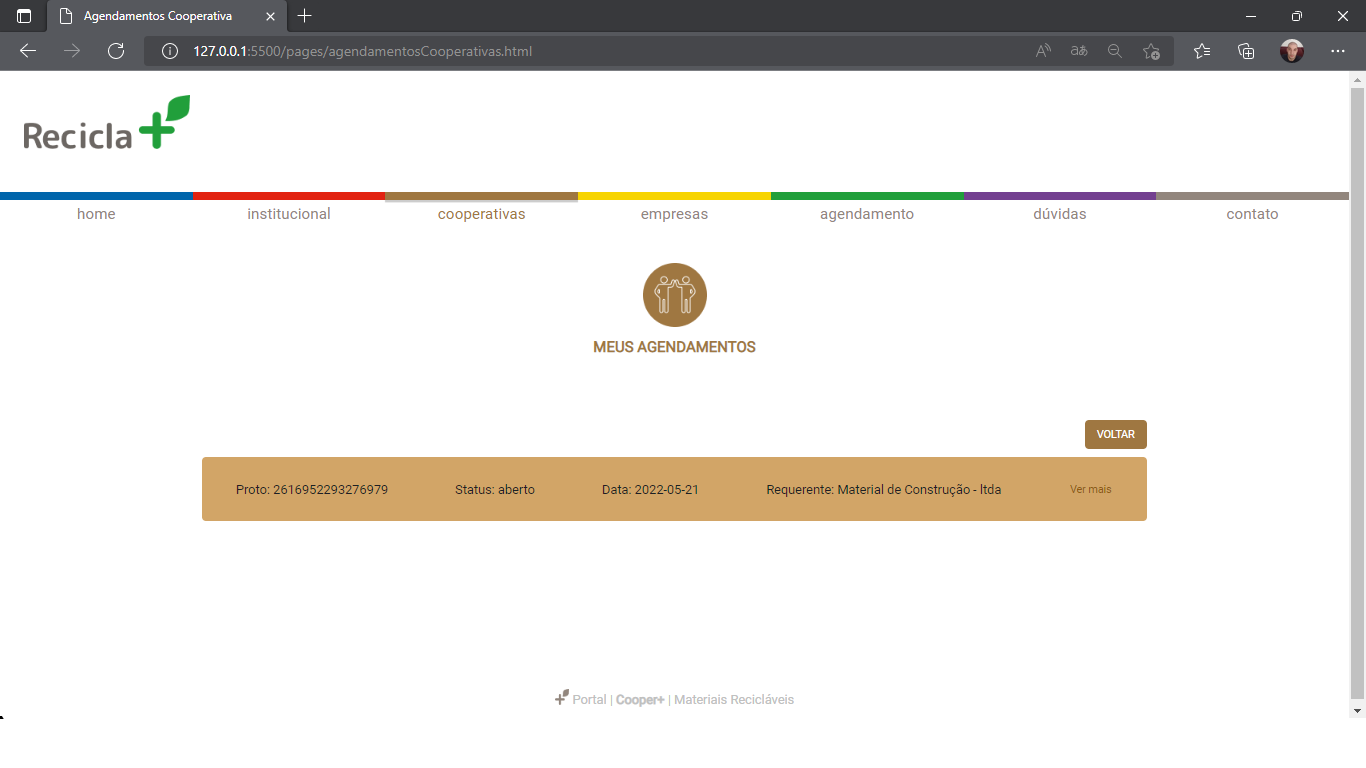 Agendamentos Cooperativa
127.0.0.1:5500/pages/agendamentosCooperativas.html
Recicla
home institucional cooperativas empresas agendamento dúvidas contato
MEUS AGENDAMENTOS
VOLTAR
Proto: 2616952293276979 Status: aberto Data: 2022-05-21 Requerente: Material de Construção - ltda Ver mais
Portal | Cooper+ | Materiais Recicláveis